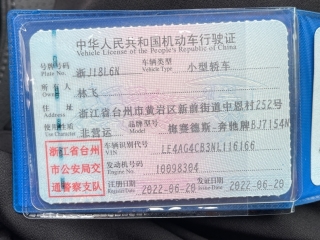 中华人民共和国机动车行驶证
Vehicle License of the People's Republic of China
号牌号码 浙J18L6N 车辆类型 小型轿车
Plate No. Vehicle Type
所有人 林飞
Owner
住址 浙江省台州市黄岩区新前街道中思村252号
Address
使用性质 非营运 品牌型号 梅赛德斯-奔驰牌BJ7154N
Use Character Model
浙江省台州市公安局交通警察支队
车辆识别代号 LE4AG4CB3NL116166
VIN
发动机号码 10098304
Engine No.
注册日期 2022-06-20 发证日期 2022-06-20
Register Date Issue Date